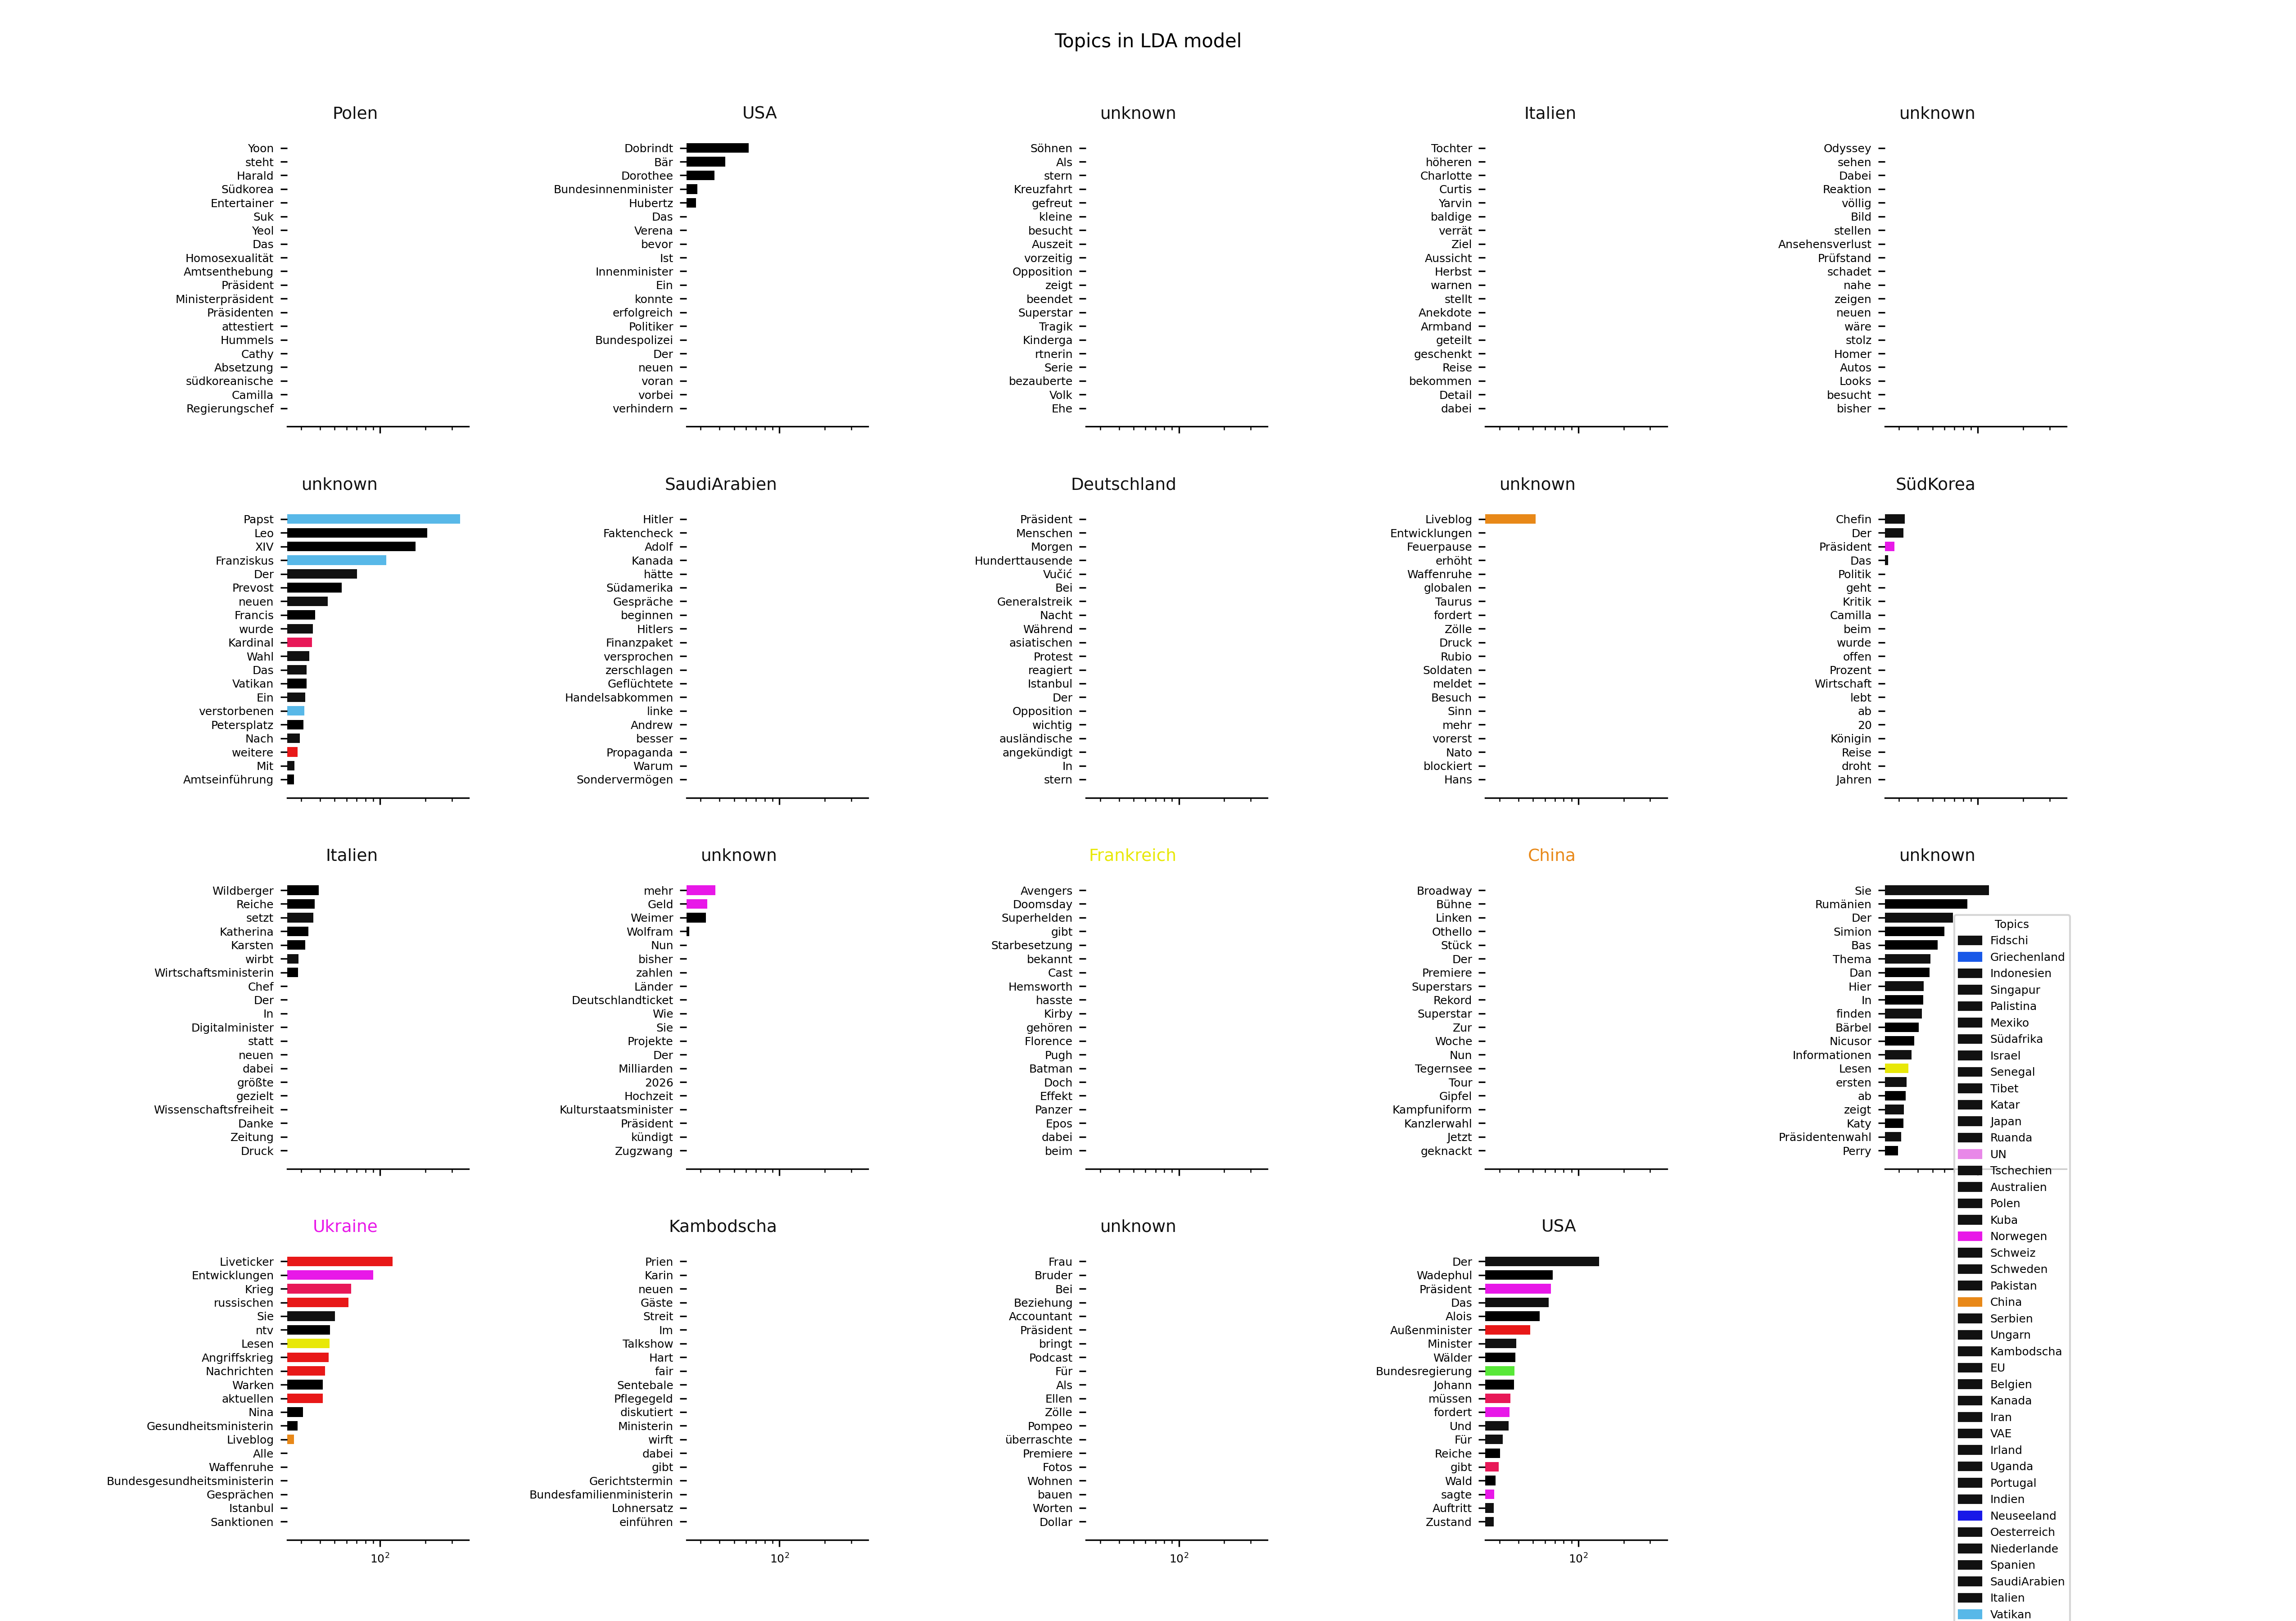 Topics in LDA model
Polen
Yoon
steht
Harald
Südkorea
Entertainer
Suk
Yeol
Das
Homosexualität
Amtsenthebung
Präsident
Ministerpräsident
Präsidenten
attestiert
Hummels
Cathy
Absetzung
südkoreanische
Camilla
Regierungschef
USA
Dobrindt
Bär
Dorothee
Bundesinnenminister
Hubertz
Das
Verena
bevor
Ist
Innenminister
Ein
konnte
erfolgreich
Politiker
Bundespolizei
Der
neuen
voran
vorbei
verhindern
unknown
Söhnen
Als
stern
Kreuzfahrt
gefreut
kleine
besucht
Auszeit
vorzeitig
Opposition
zeigt
beendet
Superstar
Tragik
Kinderga
rtnerin
Serie
bezauberte
Volk
Ehe
Italien
Tochter
höheren
Charlotte
Curtis
Yarvin
baldige
verrät
Ziel
Aussicht
Herbst
warnen
stellt
Anekdote
Armband
geteilt
geschenkt
Reise
bekommen
Detail
dabei
unknown
Odyssey
sehen
Dabei
Reaktion
völlig
Bild
stellen
Ansehensverlust
Prüfstand
schadet
nahe
zeigen
neuen
wäre
stolz
Homer
Autos
Looks
besucht
bisher
unknown
Papst
Leo
XIV
Franziskus
Der
Prevost
neuen
Francis
wurde
Kardinal
Wahl
Das
Vatikan
Ein
verstorbenen
Petersplatz
Nach
weitere
Mit
Amtseinführung
SaudiArabien
Hitler
Faktencheck
Adolf
Kanada
hätte
Südamerika
Gespräche
beginnen
Hitlers
Finanzpaket
versprochen
zerschlagen
Geflüchtete
Handelsabkommen
linke
Andrew
besser
Propaganda
Warum
Sondervermögen
Deutschland
Präsident
Menschen
Morgen
Hunderttausende
Vučić
Bei
Generalstreik
Nacht
Während
asiatischen
Protest
reagiert
Istanbul
Der
Opposition
wichtig
ausländische
angekündigt
In
stern
unknown
Liveblog
Entwicklungen
Feuerpause
erhöht
Waffenruhe
globalen
Taurus
fordert
Zölle
Druck
Rubio
Soldaten
meldet
Besuch
Sinn
mehr
vorerst
Nato
blockiert
Hans
SüdKorea
Chefin
Der
Präsident
Das
Politik
geht
Kritik
Camilla
beim
wurde
offen
Prozent
Wirtschaft
lebt
ab
20
Königin
Reise
droht
Jahren
Italien
Wildberger
Reiche
setzt
Katherina
Karsten
wirbt
Wirtschaftsministerin
Chef
Der
In
Digitalminister
statt
neuen
dabei
größte
gezielt
Wissenschaftsfreiheit
Danke
Zeitung
Druck
unknown
mehr
Geld
Weimer
Wolfram
Nun
bisher
zahlen
Länder
Deutschlandticket
Wie
Sie
Projekte
Der
Milliarden
2026
Hochzeit
Kulturstaatsminister
Präsident
kündigt
Zugzwang
Frankreich
Avengers
Doomsday
Superhelden
gibt
Starbesetzung
bekannt
Cast
Hemsworth
hasste
Kirby
gehören
Florence
Pugh
Batman
Doch
Effekt
Panzer
Epos
dabei
beim
China
Broadway
Bühne
Linken
Othello
Stück
Der
Premiere
Superstars
Rekord
Superstar
Zur
Woche
Nun
Tegernsee
Tour
Gipfel
Kampfuniform
Kanzlerwahl
Jetzt
geknackt
unknown
Sie
Rumänien
Der
Simion
Bas
Thema
Dan
Hier
In
finden
Bärbel
Nicusor
Informationen
Lesen
ersten
ab
zeigt
Katy
Präsidentenwahl
Perry
Ukraine
Liveticker
Entwicklungen
Krieg
russischen
Sie
ntv
Lesen
Angriffskrieg
Nachrichten
Warken
aktuellen
Nina
Gesundheitsministerin
Liveblog
Alle
Waffenruhe
Bundesgesundheitsministerin
Gesprächen
Istanbul
Sanktionen
10²
Kambodscha
Prien
Karin
neuen
Gäste
Streit
Im
Talkshow
Hart
fair
Sentebale
Pflegegeld
diskutiert
Ministerin
wirft
dabei
gibt
Gerichtstermin
Bundesfamilienministerin
Lohnersatz
einführen
10²
unknown
Frau
Bruder
Bei
Beziehung
Accountant
Präsident
bringt
Podcast
Für
Als
Ellen
Zölle
Pompeo
überraschte
Premiere
Fotos
Wohnen
bauen
Worten
Dollar
10²
USA
Der
Wadephul
Präsident
Das
Alois
Außenminister
Minister
Wälder
Bundesregierung
Johann
müssen
fordert
Und
Für
Reiche
gibt
Wald
sagte
Auftritt
Zustand
10²
Topics
Fidschi
Griechenland
Indonesien
Singapur
Palistina
Mexiko
Südafrika
Israel
Senegal
Tibet
Katar
Japan
Ruanda
UN
Tschechien
Australien
Polen
Kuba
Norwegen
Schweiz
Schweden
Pakistan
China
Serbien
Ungarn
Kambodscha
EU
Belgien
Kanada
Iran
VAE
Irland
Uganda
Portugal
Indien
Neuseeland
Oesterreich
Niederlande
Spanien
SaudiArabien
Italien
Vatikan